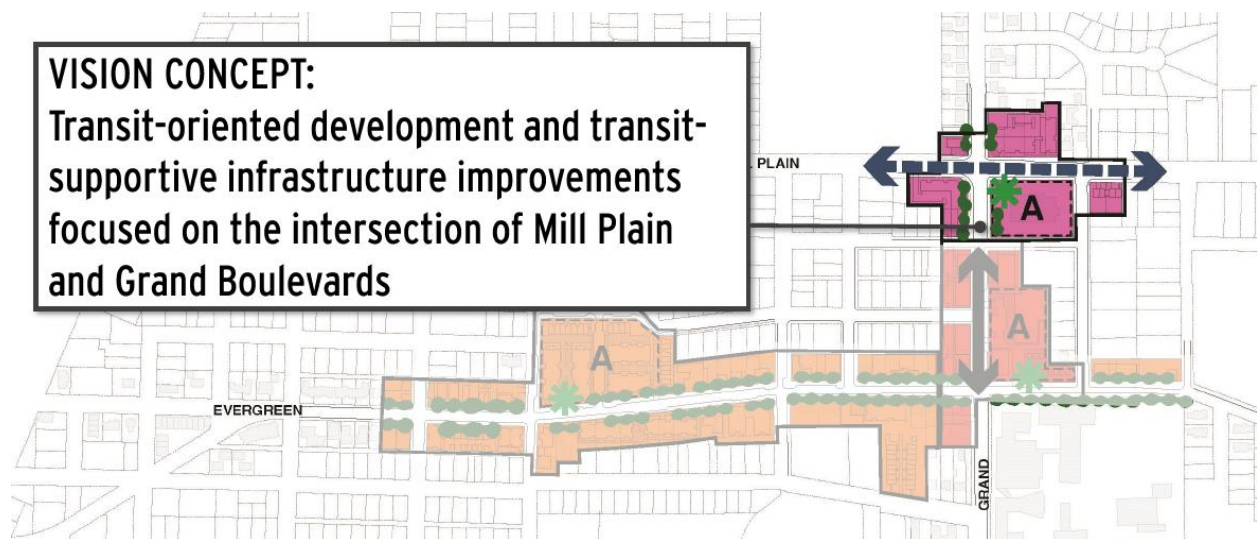 VISION CONCEPT:
Transit-oriented development and transit-
supportive infrastructure improvements
focused on the intersection of Mill Plain
and Grand Boulevards
PLAIN
A
A
A
EVERGREEN
GRAND